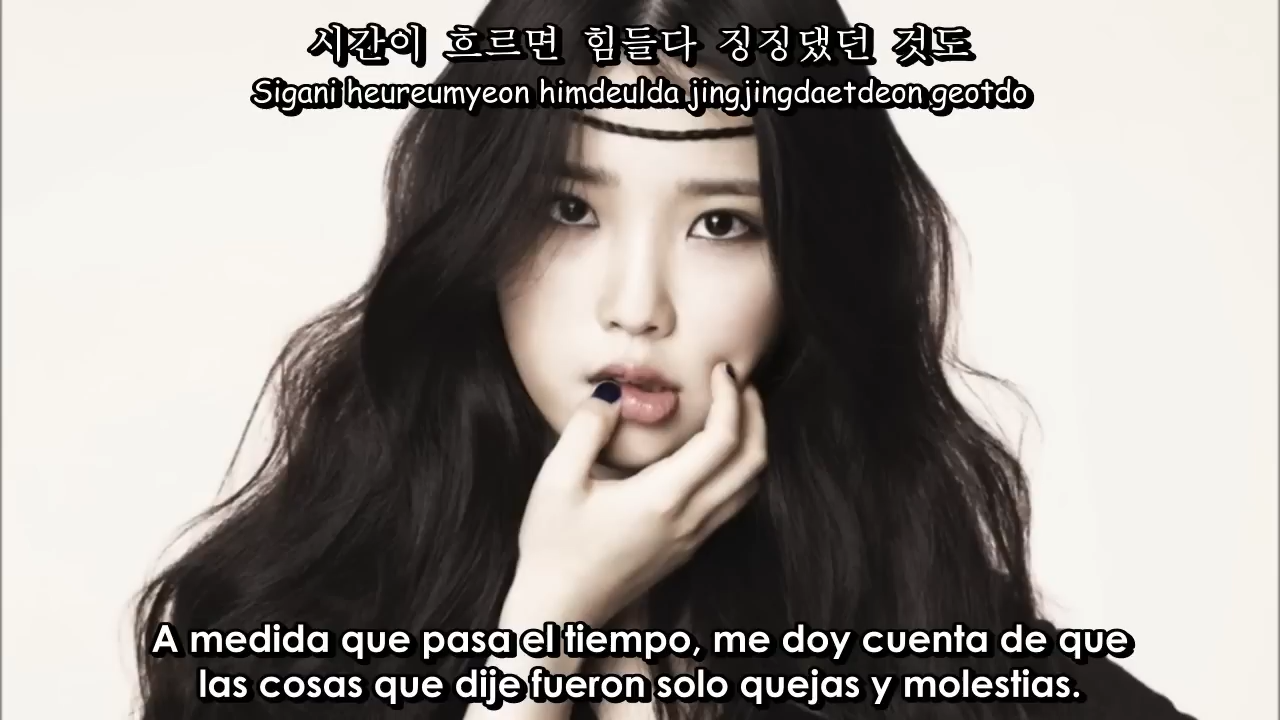 시간이 흐르면 힘들다 징징댔던 것도
Sigani heureumyeon himdeulda jingjingdaetdeon geotdo
A medida que pasa el tiempo, me doy cuenta de que
las cosas que dije fueron solo quejas y molestias.